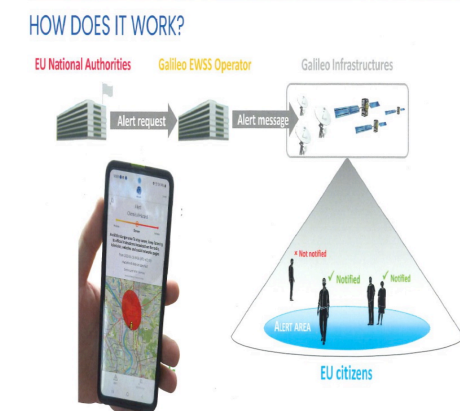 HOW DOES IT WORK?
EU National Authorities
Galileo EWSS Operator
Galileo Infrastructures
Alert request
Alert message
× Not notified
✓ Notified
✓ Notified
ALERT AREA
EU citizens